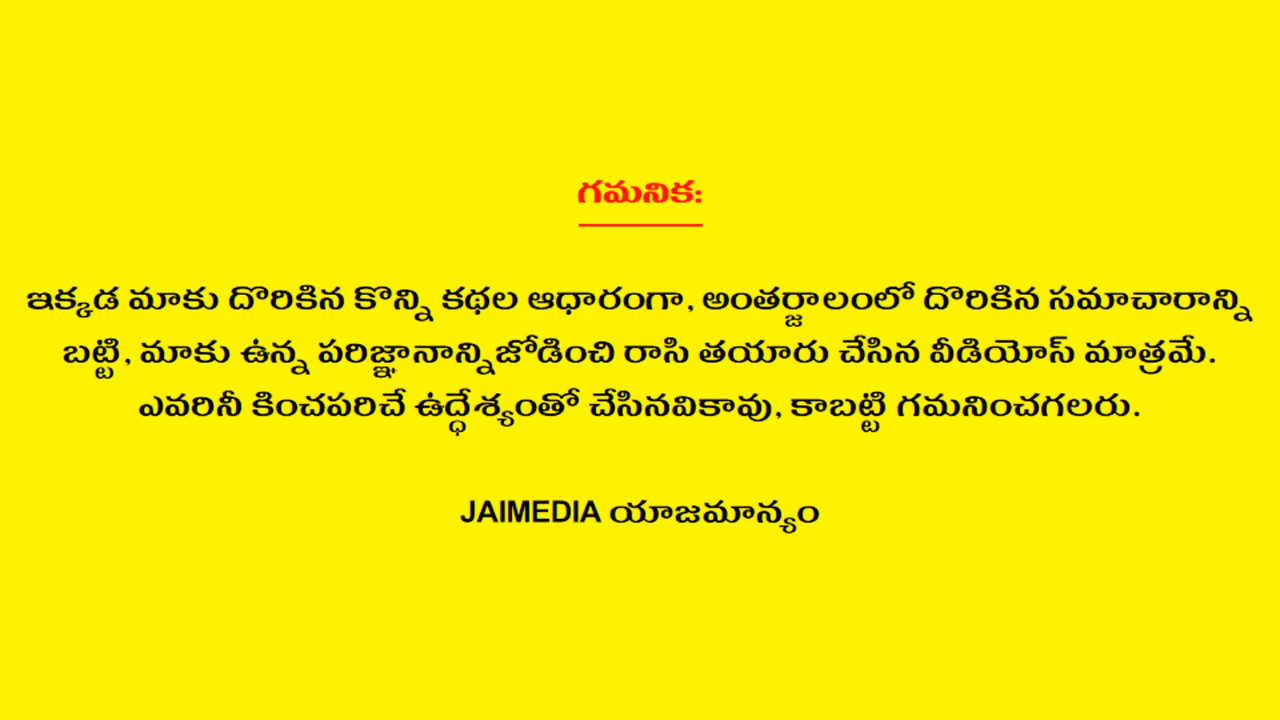 గమనిక:
ఇక్కడ మాకు దొరికిన కొన్ని కథల ఆధారంగా, అంతర్జాలంలో దొరికిన సమాచారాన్ని
బట్టి, మాకు ఉన్న పరిజ్ఞానాన్నిజోడించి రాసి తయారు చేసిన వీడియోస్ మాత్రమే.
ఎవరినీ కించపరిచే ఉద్ధేశ్యంతో చేసినవికావు, కాబట్టి గమనించగలరు.
JAIMEDIA యాజమాన్యం